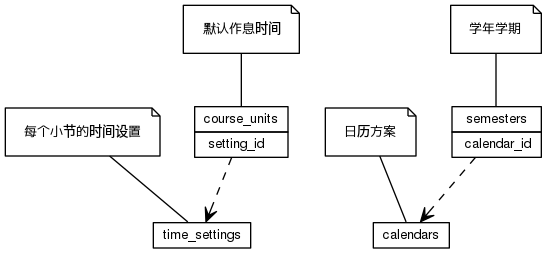 默认作息时间
学年学期
course_units
setting_id
semesters
calendar_id
每个小节的时间设置
日历方案
time_settings
calendars